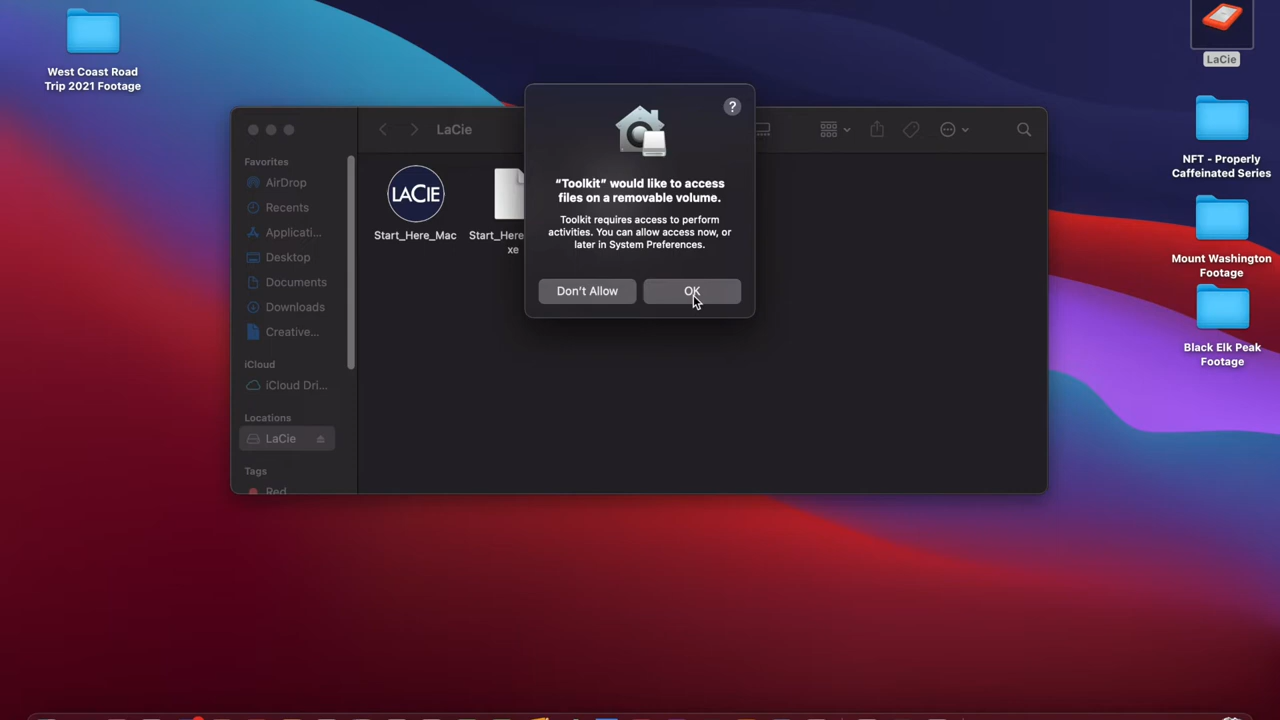 West Coast Road
Trip 2021 Footage
LaCie
NFT - Properly
Caffeinated Series
Mount Washington
Footage
Black Elk Peak
Footage
LaCie
Favorites
AirDrop
Recents
Applicati...
Desktop
Documents
Downloads
Creative...
iCloud
iCloud Dri...
Locations
LaCie
Tags
Red
LACIE
Start_Here_Mac
Start_Here
xe
?
“Toolkit” would like to access
files on a removable volume.
Toolkit requires access to perform
activities. You can allow access now, or
later in System Preferences.
Don’t Allow
OK